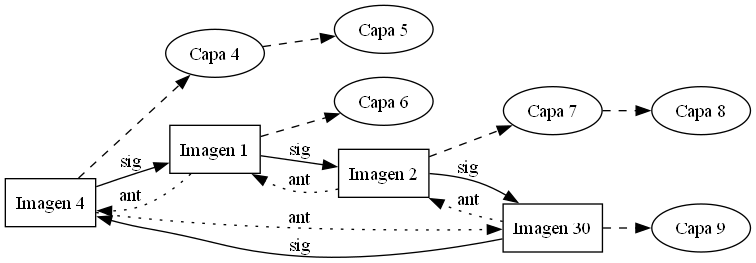 Capa 5
Capa 4
Capa 6
Capa 7
Capa 8
Imagen 1
sig
sig
Imagen 2
sig
ant
ant
Imagen 4
ant
ant
Imagen 30
Capa 9
sig